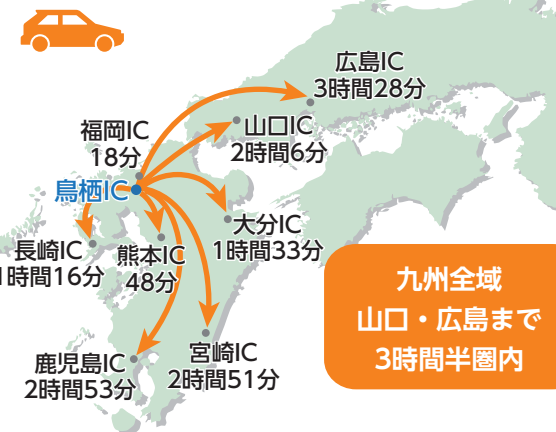 広島IC
3時間28分
福岡IC
18分
山口IC
2時間6分
鳥栖IC
大分IC
1時間33分
長崎IC
1時間16分
熊本IC
48分
九州全域
山口・広島まで
3時間半圏内
宮崎IC
2時間51分
鹿児島IC
2時間53分